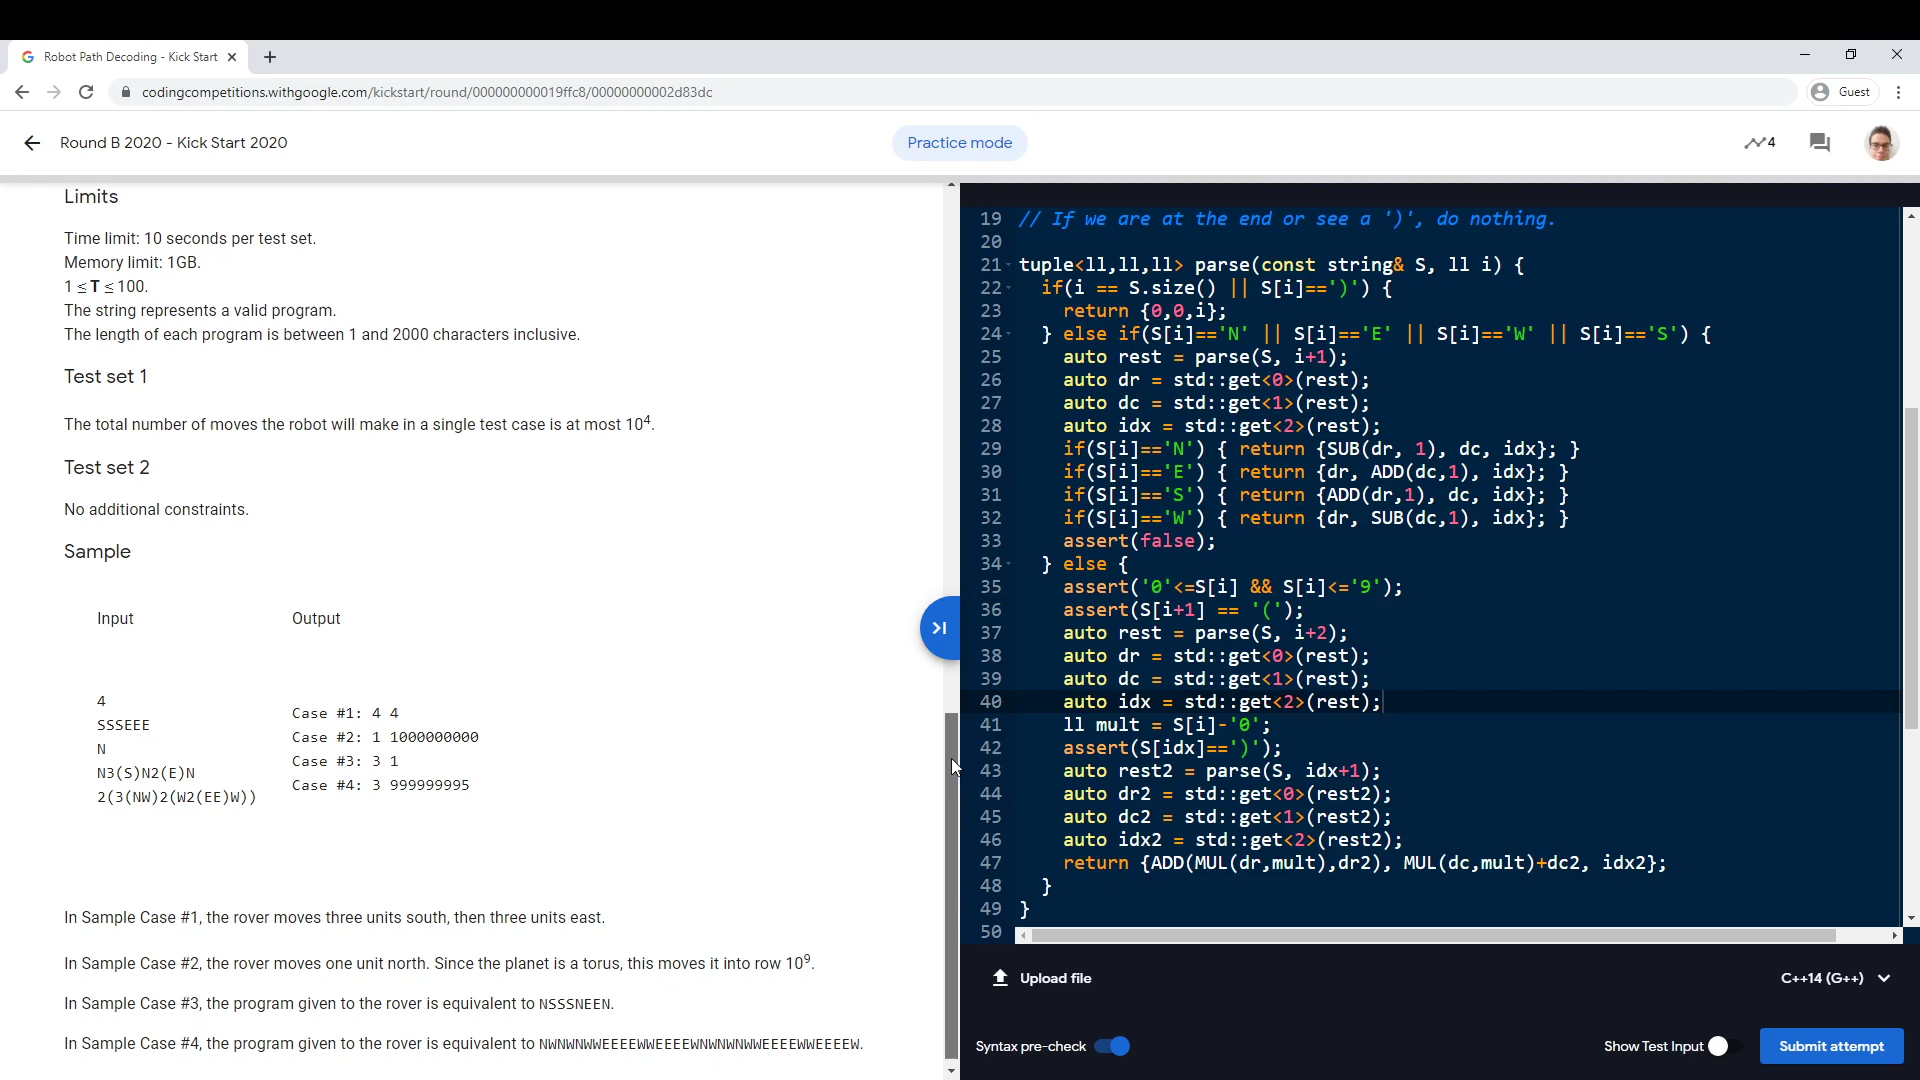 Robot Path Decoding - Kick Start
codingcompetitions.withgoogle.com/kickstart/round/000000000019ffc8/00000000002d83dc
Guest
Round B 2020 - Kick Start 2020
Practice mode
4
Limits
Time limit: 10 seconds per test set.
Memory limit: 1GB.
1 ≤ T ≤ 100.
The string represents a valid program.
The length of each program is between 1 and 2000 characters inclusive.
Test set 1
The total number of moves the robot will make in a single test case is at most 10⁴.
Test set 2
No additional constraints.
Sample
Input
Output
4
SSSEEE
N
N3(S)N2(E)N
2(3(NW)2(W2(EE)W))
Case #1: 4 4
Case #2: 1 1000000000
Case #3: 3 1
Case #4: 3 999999995
In Sample Case #1, the rover moves three units south, then three units east.
In Sample Case #2, the rover moves one unit north. Since the planet is a torus, this moves it into row 10⁹.
In Sample Case #3, the program given to the rover is equivalent to NSSSNEEN.
In Sample Case #4, the program given to the rover is equivalent to NWNWNWWEEEEWWEEEEWNWNWNWWEEEEWWEEEEW.
19 // If we are at the end or see a ')', do nothing.
20
21 tuple<ll,ll,ll> parse(const string& S, ll i) {
22   if(i == S.size() || S[i]==')') {
23     return {0,0,i};
24   } else if(S[i]=='N' || S[i]=='E' || S[i]=='W' || S[i]=='S') {
25     auto rest = parse(S, i+1);
26     auto dr = std::get<0>(rest);
27     auto dc = std::get<1>(rest);
28     auto idx = std::get<2>(rest);
29     if(S[i]=='N') { return {SUB(dr, 1), dc, idx}; }
30     if(S[i]=='E') { return {dr, ADD(dc,1), idx}; }
31     if(S[i]=='S') { return {ADD(dr,1), dc, idx}; }
32     if(S[i]=='W') { return {dr, SUB(dc,1), idx}; }
33     assert(false);
34   } else {
35     assert('0'<=S[i] && S[i]<='9');
36     assert(S[i+1] == '(');
37     auto rest = parse(S, i+2);
38     auto dr = std::get<0>(rest);
39     auto dc = std::get<1>(rest);
40     auto idx = std::get<2>(rest);
41     ll mult = S[i]-'0';
42     assert(S[idx]==')');
43     auto rest2 = parse(S, idx+1);
44     auto dr2 = std::get<0>(rest2);
45     auto dc2 = std::get<1>(rest2);
46     auto idx2 = std::get<2>(rest2);
47     return {ADD(MUL(dr,mult),dr2), MUL(dc,mult)+dc2, idx2};
48   }
49 }
50
Upload file
C++14 (G++)
Syntax pre-check
Show Test Input
Submit attempt